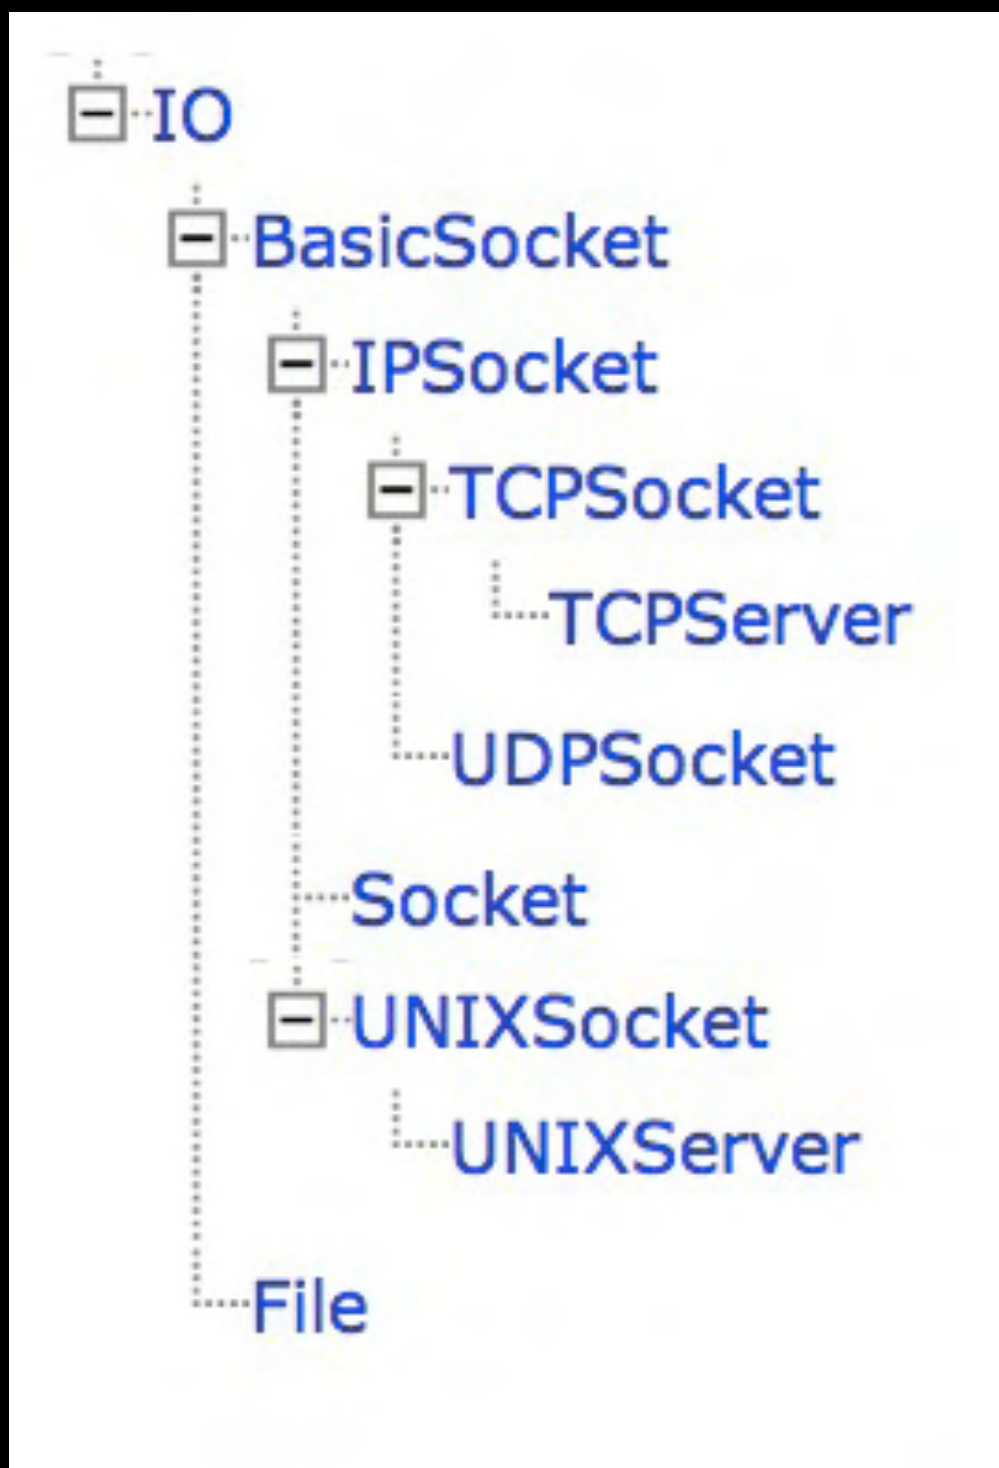 IO
BasicSocket
IPSocket
TCPSocket
TCPServer
UDPSocket
Socket
UNIXSocket
UNIXServer
File